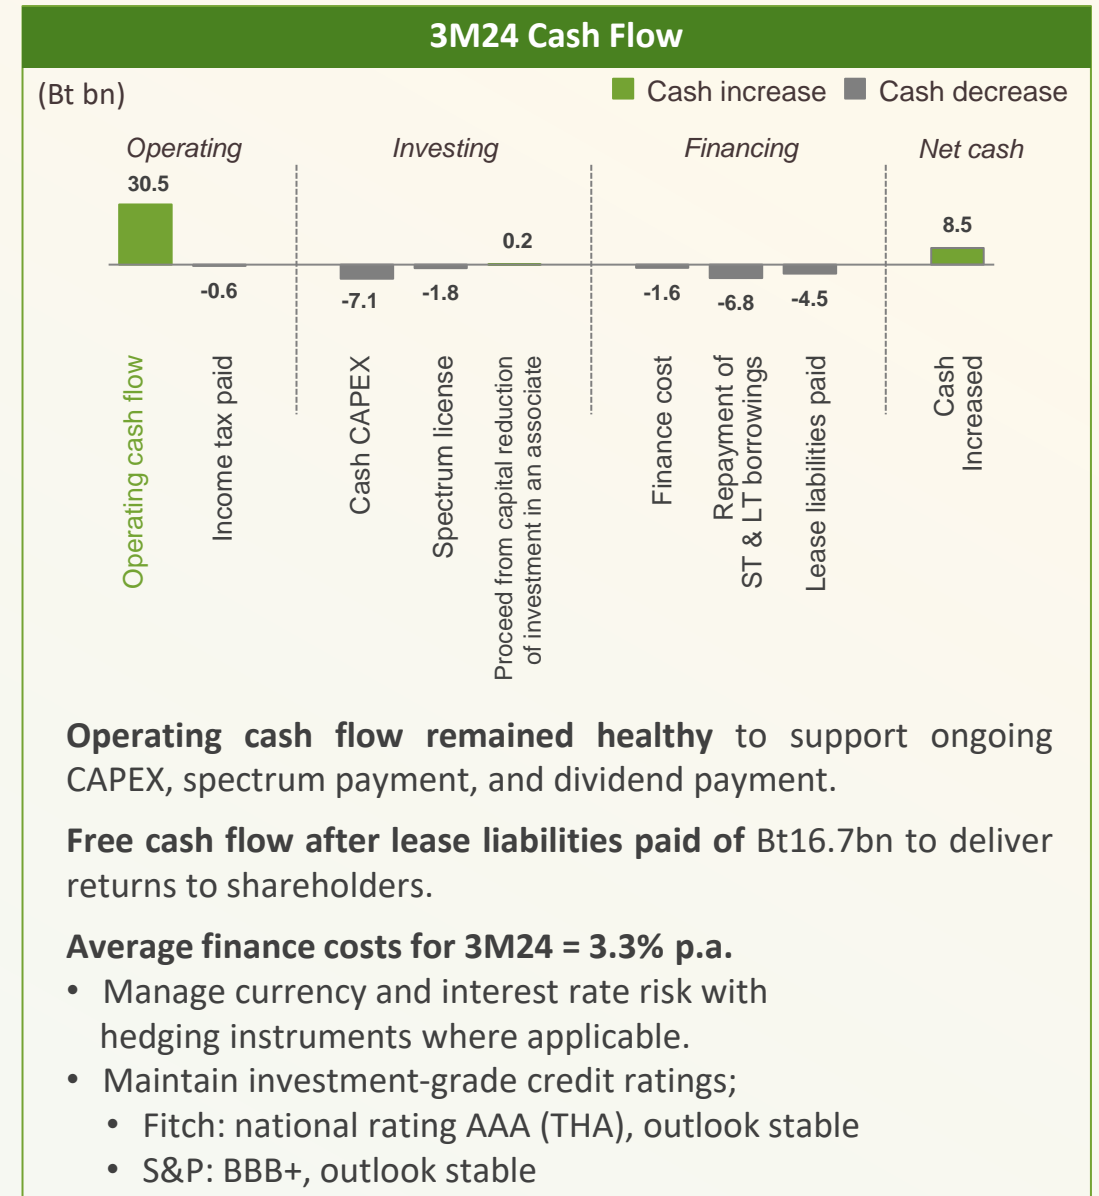 3M24 Cash Flow
(Bt bn)
Cash increase
Cash decrease
Operating
Investing
Financing
Net cash
30.5
-0.6
-7.1
-1.8
0.2
-1.6
-6.8
-4.5
8.5
Operating cash flow
Income tax paid
Cash CAPEX
Spectrum license
Proceed from capital reduction
of investment in an associate
Finance cost
Repayment of
ST & LT borrowings
Lease liabilities paid
Cash
Increased
Operating cash flow remained healthy to support ongoing
CAPEX, spectrum payment, and dividend payment.
Free cash flow after lease liabilities paid of Bt16.7bn to deliver
returns to shareholders.
Average finance costs for 3M24 = 3.3% p.a.
• Manage currency and interest rate risk with
hedging instruments where applicable.
• Maintain investment-grade credit ratings;
• Fitch: national rating AAA (THA), outlook stable
• S&P: BBB+, outlook stable